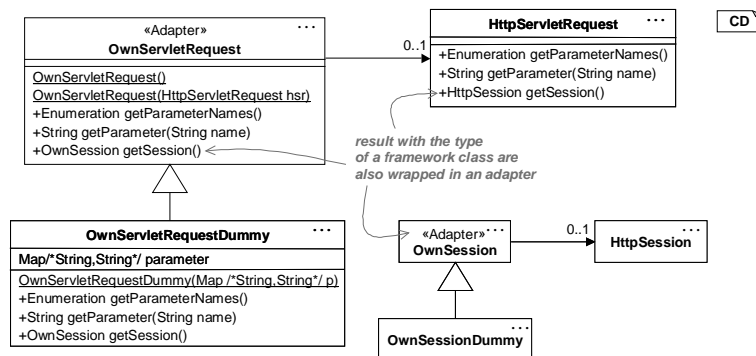 «Adapter»
...
OwnServletRequest
OwnServletRequest()
OwnServletRequest(HttpServletRequest hsr)
+Enumeration getParameterNames()
+String getParameter(String name)
+OwnSession getSession()
0..1
HttpServletRequest
...
+Enumeration getParameterNames()
+String getParameter(String name)
+HttpSession getSession()
CD
result with the type
of a framework class are
also wrapped in an adapter
OwnServletRequestDummy
...
Map/*String,String*/ parameter
OwnServletRequestDummy(Map /*String,String*/ p)
+Enumeration getParameterNames()
+String getParameter(String name)
+OwnSession getSession()
«Adapter»
...
OwnSession
0..1
HttpSession
...
OwnSessionDummy
...